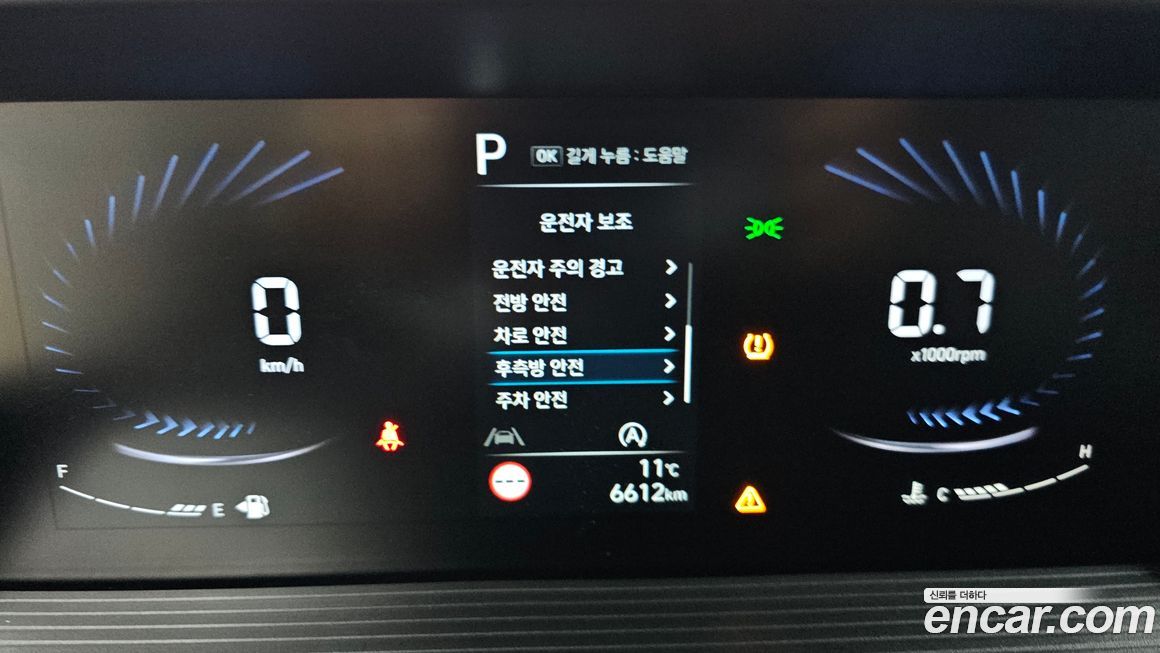 P OK 길게 누름 : 도움말
운전자 보조
운전자 주의 경고
전방 안전
차로 안전
후측방 안전
주차 안전
0
km/h
0.7
x1000rpm
A
F
E
11℃
6612km
C
H
신뢰를 더하다
encar.com